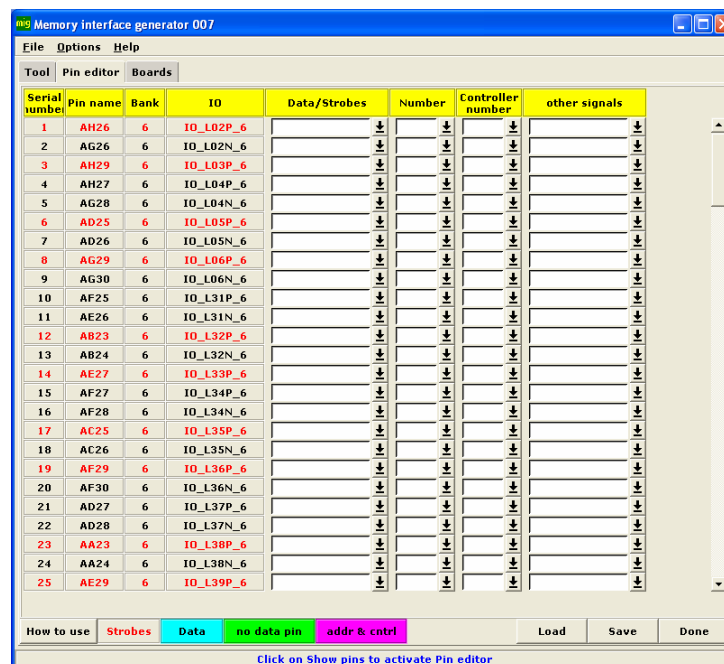 mig Memory interface generator 007
File Options Help
Tool Pin editor Boards
Serial number Pin name Bank IO Data/Strobes Number Controller number other signals
1 AH26 6 IO_L02P_6
2 AG26 6 IO_L02N_6
3 AH29 6 IO_L03P_6
4 AH27 6 IO_L04P_6
5 AG28 6 IO_L04N_6
6 AD25 6 IO_L05P_6
7 AD26 6 IO_L05N_6
8 AG29 6 IO_L06P_6
9 AG30 6 IO_L06N_6
10 AF25 6 IO_L31P_6
11 AE26 6 IO_L31N_6
12 AB23 6 IO_L32P_6
13 AB24 6 IO_L32N_6
14 AE27 6 IO_L33P_6
15 AF27 6 IO_L34P_6
16 AF28 6 IO_L34N_6
17 AC25 6 IO_L35P_6
18 AC26 6 IO_L35N_6
19 AF29 6 IO_L36P_6
20 AF30 6 IO_L36N_6
21 AD27 6 IO_L37P_6
22 AD28 6 IO_L37N_6
23 AA23 6 IO_L38P_6
24 AA24 6 IO_L38N_6
25 AE29 6 IO_L39P_6
How to use Strobes Data no data pin addr & cntrl Load Save Done
Click on Show pins to activate Pin editor